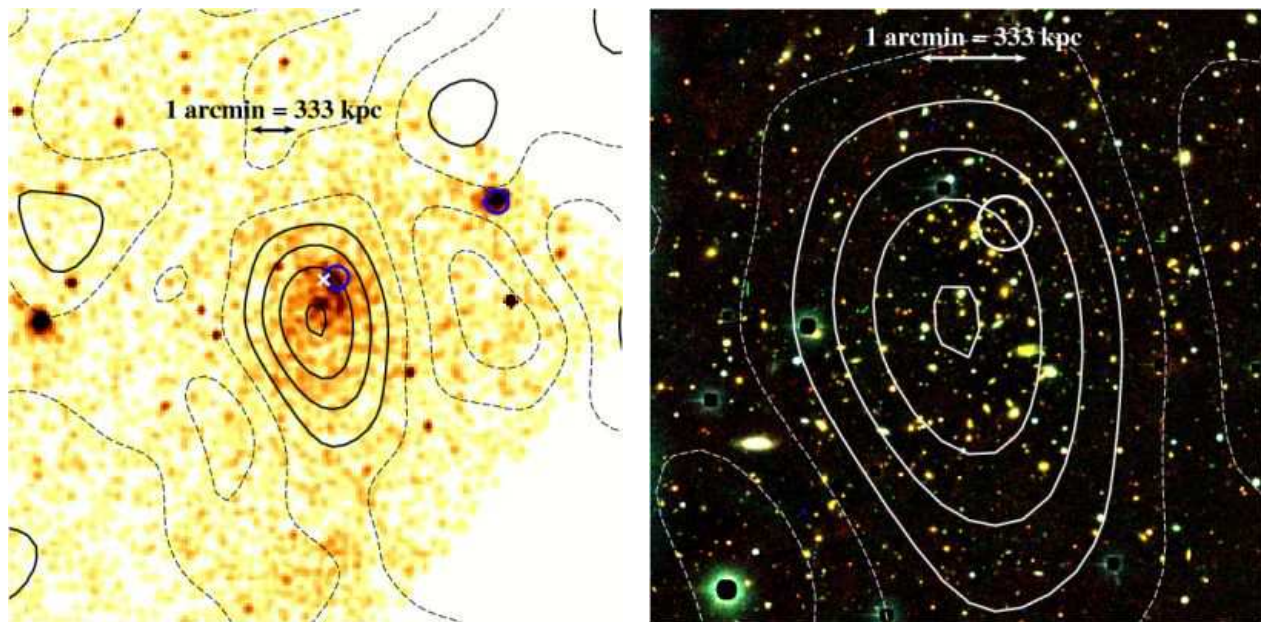 1 arcmin = 333 kpc
1 arcmin = 333 kpc